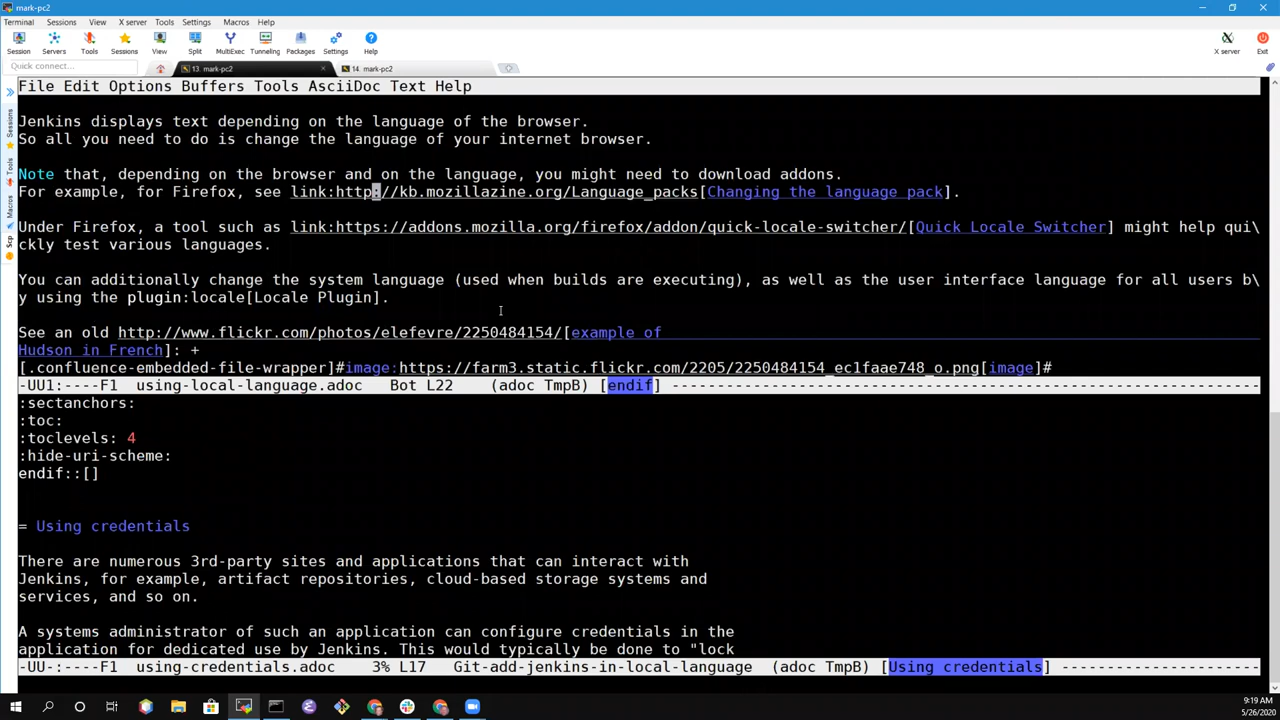 mark-pc2
Terminal Sessions View X server Tools Settings Macros Help
Session Servers Tools Sessions View Split MultiExec Tunneling Packages Settings Help X server Exit
Quick connect... 13. mark-pc2 14. mark-pc2
Sessions
Tools
Macros
Scp
File Edit Options Buffers Tools AsciiDoc Text Help
Jenkins displays text depending on the language of the browser.
So all you need to do is change the language of your internet browser.
Note that, depending on the browser and on the language, you might need to download addons.
For example, for Firefox, see link:http://kb.mozillazine.org/Language_packs[Changing the language pack].
Under Firefox, a tool such as link:https://addons.mozilla.org/firefox/addon/quick-locale-switcher/[Quick Locale Switcher] might help qui\
ckly test various languages.
You can additionally change the system language (used when builds are executing), as well as the user interface language for all users b\
y using the plugin:locale[Locale Plugin].
See an old http://www.flickr.com/photos/elefevre/2250484154/[example of
Hudson in French]: +
[.confluence-embedded-file-wrapper]#image:https://farm3.static.flickr.com/2205/2250484154_ec1faae748_o.png[image]#
-UU1:----F1 using-local-language.adoc Bot L22 (adoc TmpB) [endif] ------------------------------------------------------------------
:sectanchors:
:toc:
:toclevels: 4
:hide-uri-scheme:
endif::[]
= Using credentials
There are numerous 3rd-party sites and applications that can interact with
Jenkins, for example, artifact repositories, cloud-based storage systems and
services, and so on.
A systems administrator of such an application can configure credentials in the
application for dedicated use by Jenkins. This would typically be done to "lock
-UU-:----F1 using-credentials.adoc 3% L17 Git-add-jenkins-in-local-language (adoc TmpB) [Using credentials] ----------------------
9:19 AM
5/26/2020